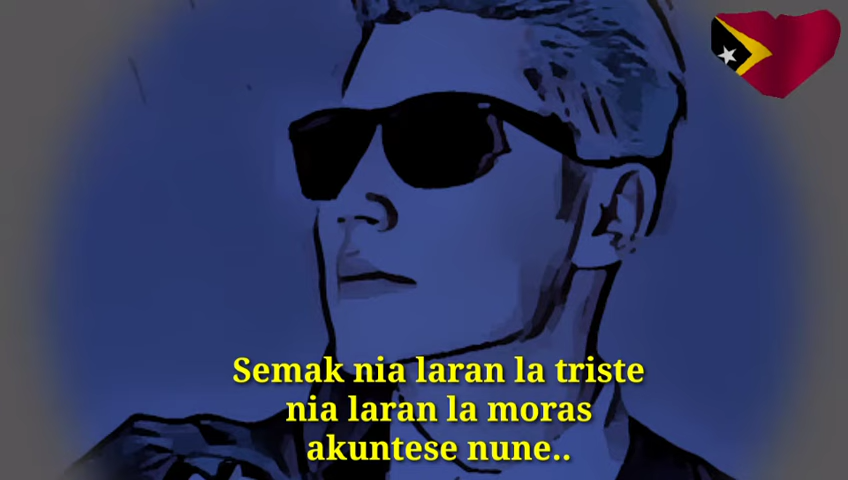 Semak nia laran la triste
nia laran la moras
akuntese nune..